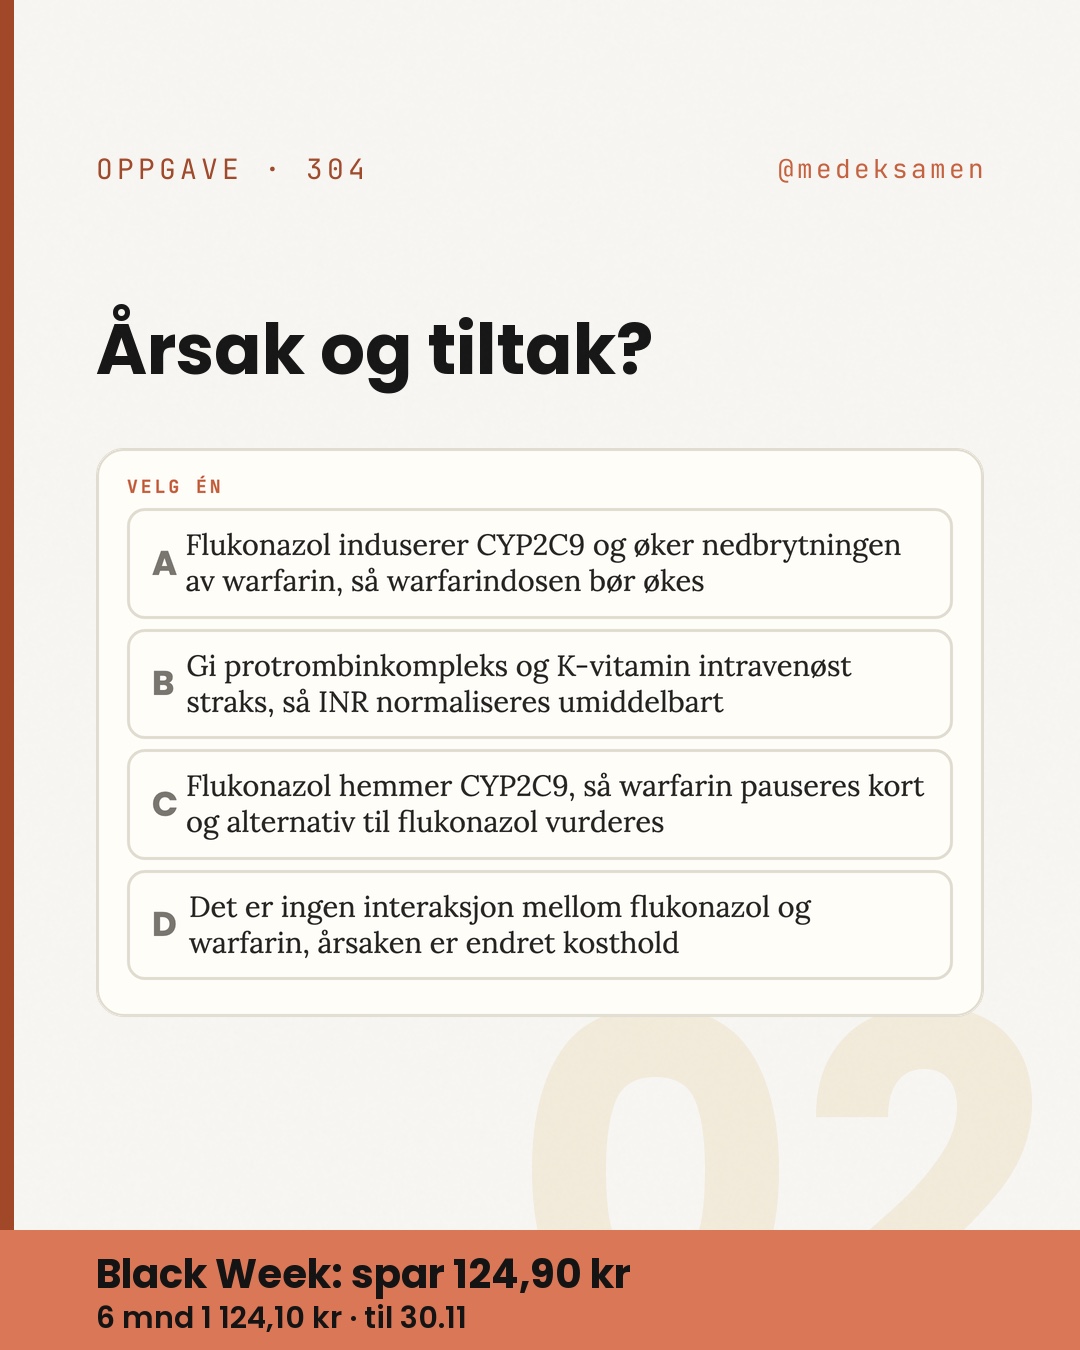 OPPGAVE · 304
@medeksamen
Årsak og tiltak?
VELG ÉN
A
Flukonazol induserer CYP2C9 og øker nedbrytningen
av warfarin, så warfarindosen bør økes
B
Gi protrombinkompleks og K-vitamin intravenøst
straks, så INR normaliseres umiddelbart
C
Flukonazol hemmer CYP2C9, så warfarin pauseres kort
og alternativ til flukonazol vurderes
D
Det er ingen interaksjon mellom flukonazol og
warfarin, årsaken er endret kosthold
02
Black Week: spar 124,90 kr
6 mnd 1 124,10 kr · til 30.11